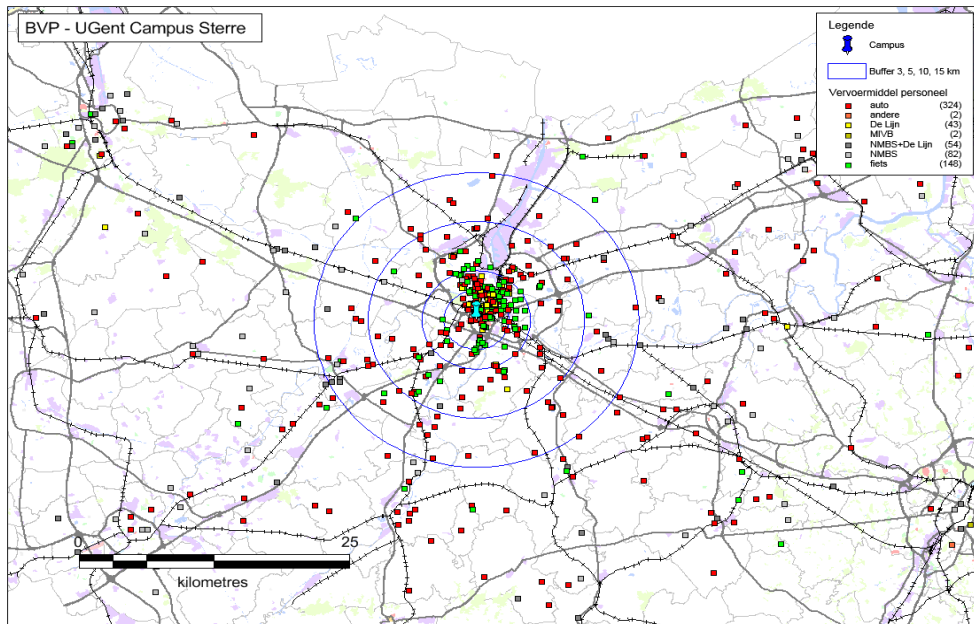 BVP - UGent Campus Sterre
Legende
Campus
Buffer 3, 5, 10, 15 km
Vervoermiddel personeel
auto (324)
andere (2)
De Lijn (43)
MIVB (2)
NMBS+De Lijn (54)
NMBS (82)
fiets (148)
0 25
kilometres